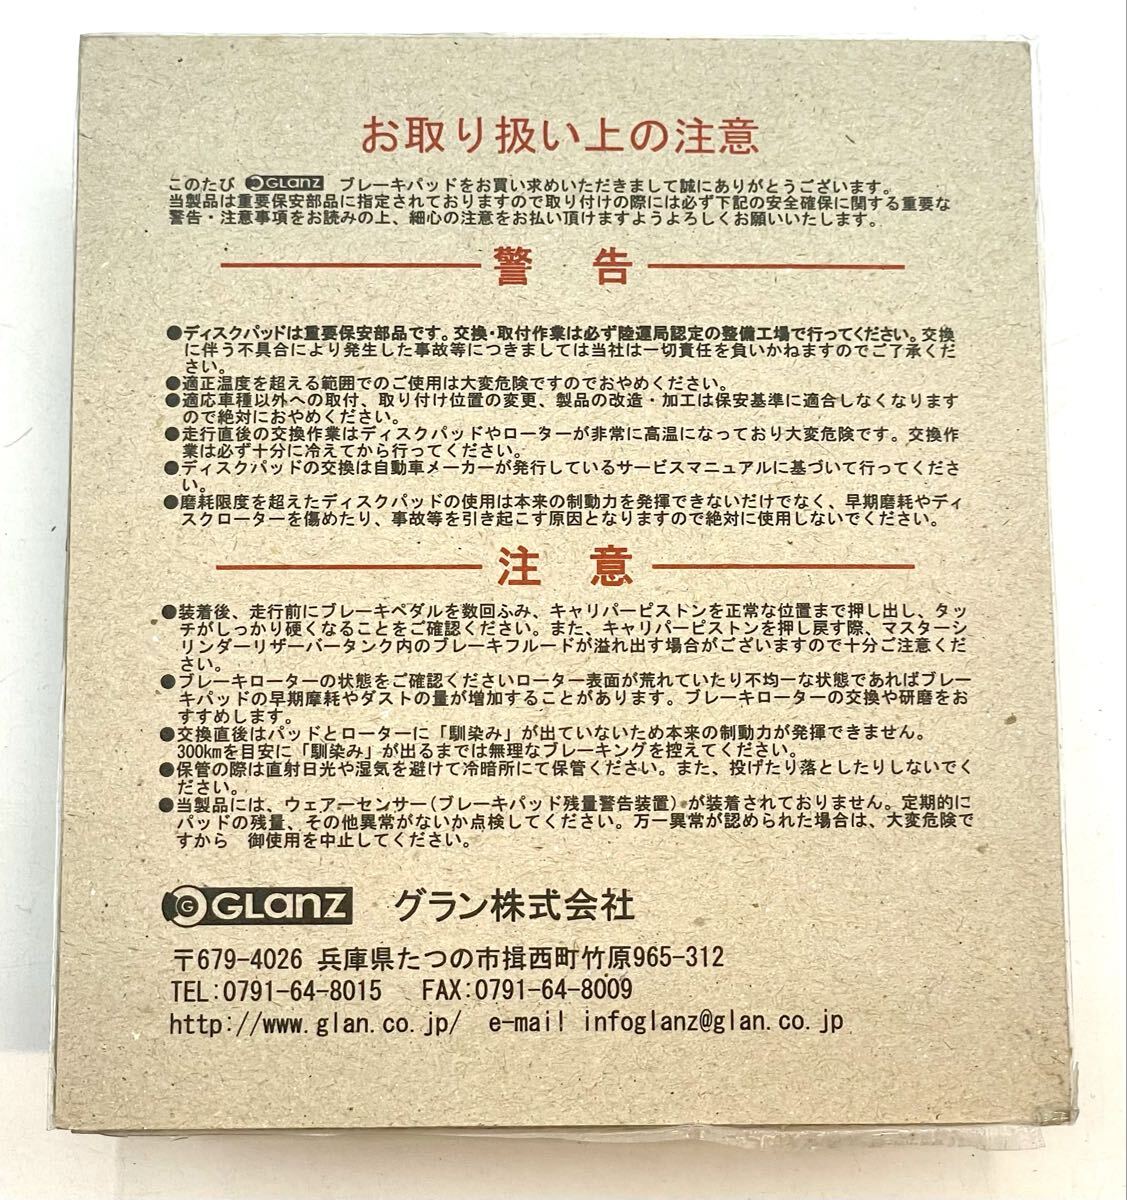 お取り扱い上の注意
このたび GLanz ブレーキパッドをお買い求めいただきまして誠にありがとうございます。
当製品は重要保安部品に指定されておりますので取り付けの際には必ず下記の安全確保に関する重要な
警告・注意事項をお読みの上、細心の注意をお払い頂けますようよろしくお願いいたします。
警 告
●ディスクパッドは重要保安部品です。交換・取付作業は必ず陸運局認定の整備工場で行ってください。交換
に伴う不具合により発生した事故等につきましては当社は一切責任を負いかねますのでご了承くだ
さい。
●適正温度を超える範囲でのご使用は大変危険ですのでおやめください。
●適応車種以外への取付、取り付け位置の変更、製品の改造・加工は保安基準に適合しなくなります
ので絶対におやめください。
●走行直後の交換作業はディスクパッドやローターが非常に高温になっており大変危険です。交換作
業は必ず十分に冷えてから行ってください。
●ディスクパッドの交換は自動車メーカーが発行しているサービスマニュアルに基づいて行ってくださ
い。
●磨耗限度を超えたディスクパッドの使用は本来の制動力を発揮できないだけでなく、早期磨耗やディ
スクローターを傷めたり、事故等を引き起こす原因となりますので絶対に使用しないでください。
注 意
●装着後、走行前にブレーキペダルを数回ふみ、キャリパーピストンを正常な位置まで押し出し、タッ
チがしっかり硬くなることをご確認ください。また、キャリパーピストンを押し戻す際、マスターシ
リンダーリザーバータンク内のブレーキフルードが溢れ出す場合がございますので十分ご注意くだ
さい。
●ブレーキローターの状態をご確認くださいローター表面が荒れていたり不均一な状態であればブレー
キパッドの早期摩耗やダストの量が増加することがあります。ブレーキローターの交換や研磨をお
すすめします。
●交換直後はパッドとローターに「馴染み」が出ていないため本来の制動力が発揮できません。
300kmを目安に「馴染み」が出るまでは無理なブレーキングを控えてください。
●保管の際は直射日光や湿気を避けて冷暗所にて保管ください。また、投げたり落としたりしないでく
ださい。
●当製品には、ウェアーセンサー（ブレーキパッド残量警告装置）が装着されておりません。定期的に
パッドの残量、その他異常がないか点検してください。万一異常が認められた場合は、大変危険で
すから 御使用を中止してください。
G GLanz グラン株式会社
〒679-4026 兵庫県たつの市揖西町竹原965-312
TEL:0791-64-8015 FAX:0791-64-8009
http://www.glan.co.jp/ e-mail infoglanz@glan.co.jp